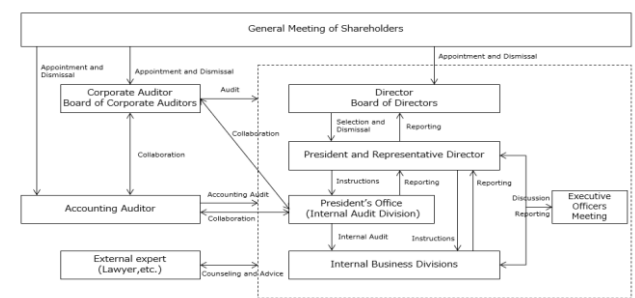 General Meeting of Shareholders
Appointment and
Dismissal
Appointment and Dismissal
Appointment and Dismissal
Corporate Auditor
Board of Corporate Auditors
Audit
Director
Board of Directors
Selection and
Dismissal
Reporting
Collaboration
Collaboration
President and Representative Director
Instructions
Reporting
Reporting
Accounting Auditor
Accounting Audit
Collaboration
President's Office
(Internal Audit Division)
Discussion
Reporting
Executive
Officers
Meeting
Internal Audit
Instructions
External expert
(Lawyer,etc.)
Counseling and Advice
Internal Business Divisions